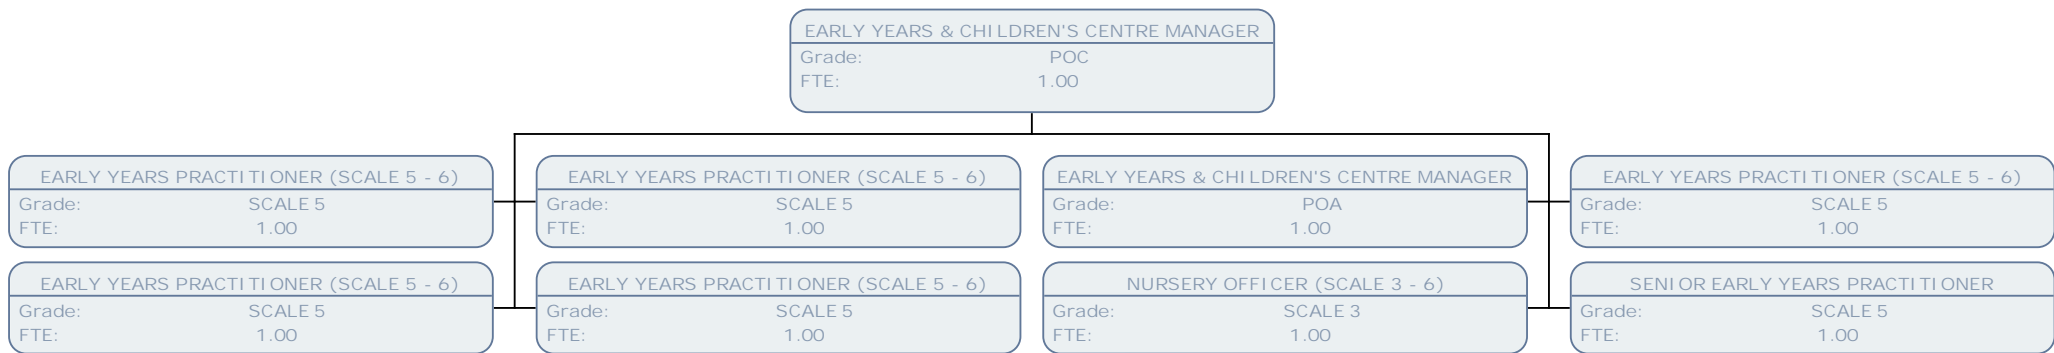 EARLY YEARS & CHILDREN'S CENTRE MANAGER
Grade: POC
FTE: 1.00
EARLY YEARS PRACTITIONER (SCALE 5 - 6)
Grade: SCALE 5
FTE: 1.00
EARLY YEARS PRACTITIONER (SCALE 5 - 6)
Grade: SCALE 5
FTE: 1.00
EARLY YEARS & CHILDREN'S CENTRE MANAGER
Grade: POA
FTE: 1.00
EARLY YEARS PRACTITIONER (SCALE 5 - 6)
Grade: SCALE 5
FTE: 1.00
EARLY YEARS PRACTITIONER (SCALE 5 - 6)
Grade: SCALE 5
FTE: 1.00
EARLY YEARS PRACTITIONER (SCALE 5 - 6)
Grade: SCALE 5
FTE: 1.00
NURSERY OFFICER (SCALE 3 - 6)
Grade: SCALE 3
FTE: 1.00
SENIOR EARLY YEARS PRACTITIONER
Grade: SCALE 5
FTE: 1.00